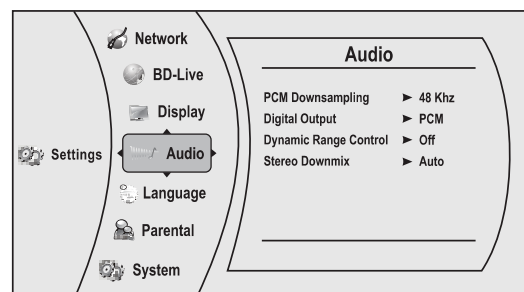 Settings
Network
BD-Live
Display
Audio
Language
Parental
System
Audio
PCM Downsampling ► 48 Khz
Digital Output ► PCM
Dynamic Range Control ► Off
Stereo Downmix ► Auto